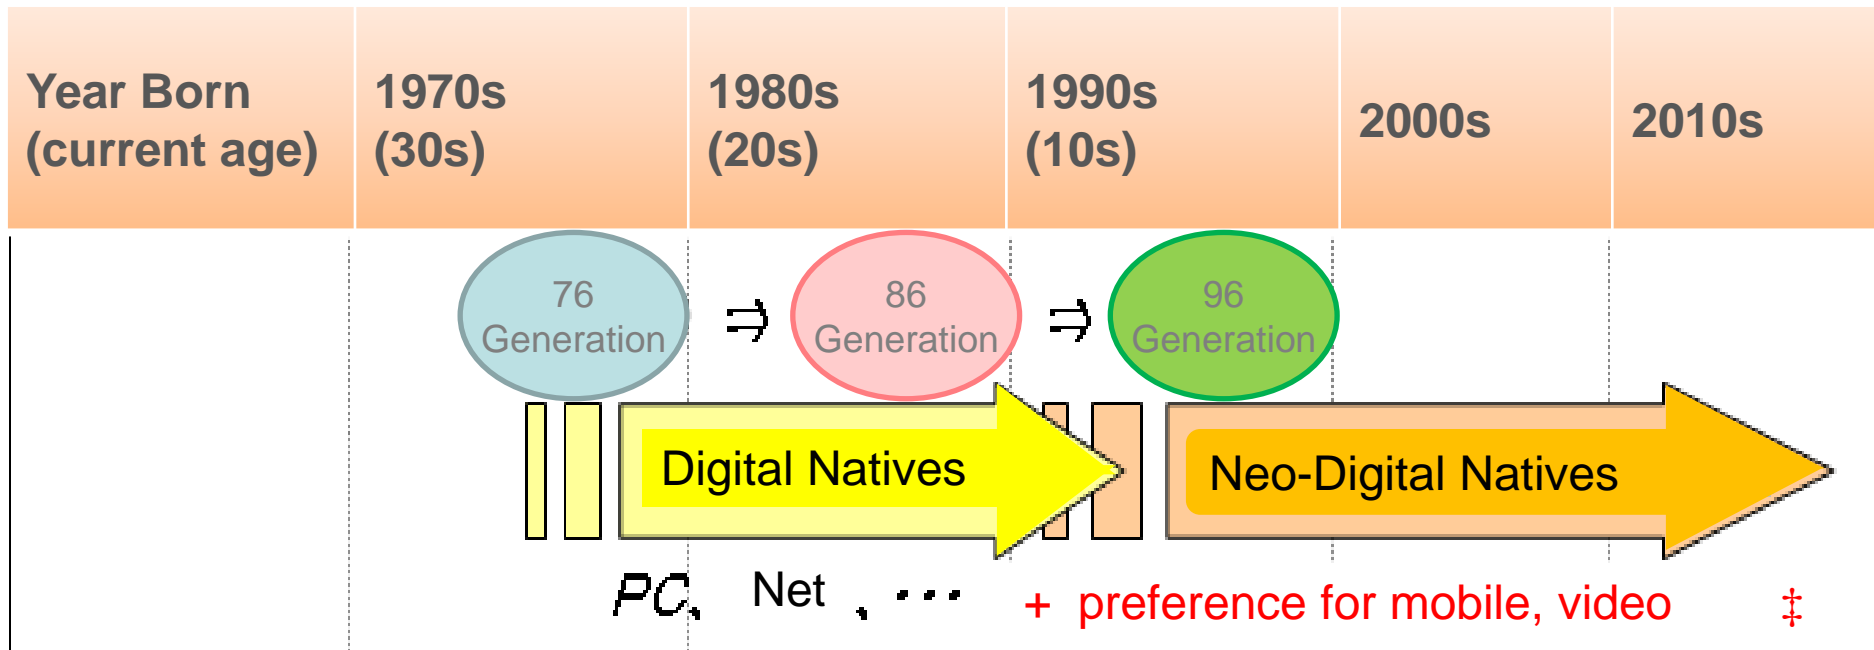 Year Born
(current age)
1970s
(30s)
1980s
(20s)
1990s
(10s)
2000s
2010s
76
Generation
⇒
86
Generation
⇒
96
Generation
Digital Natives
Neo-Digital Natives
PC, Net , ･･･
+ preference for mobile, video ‡